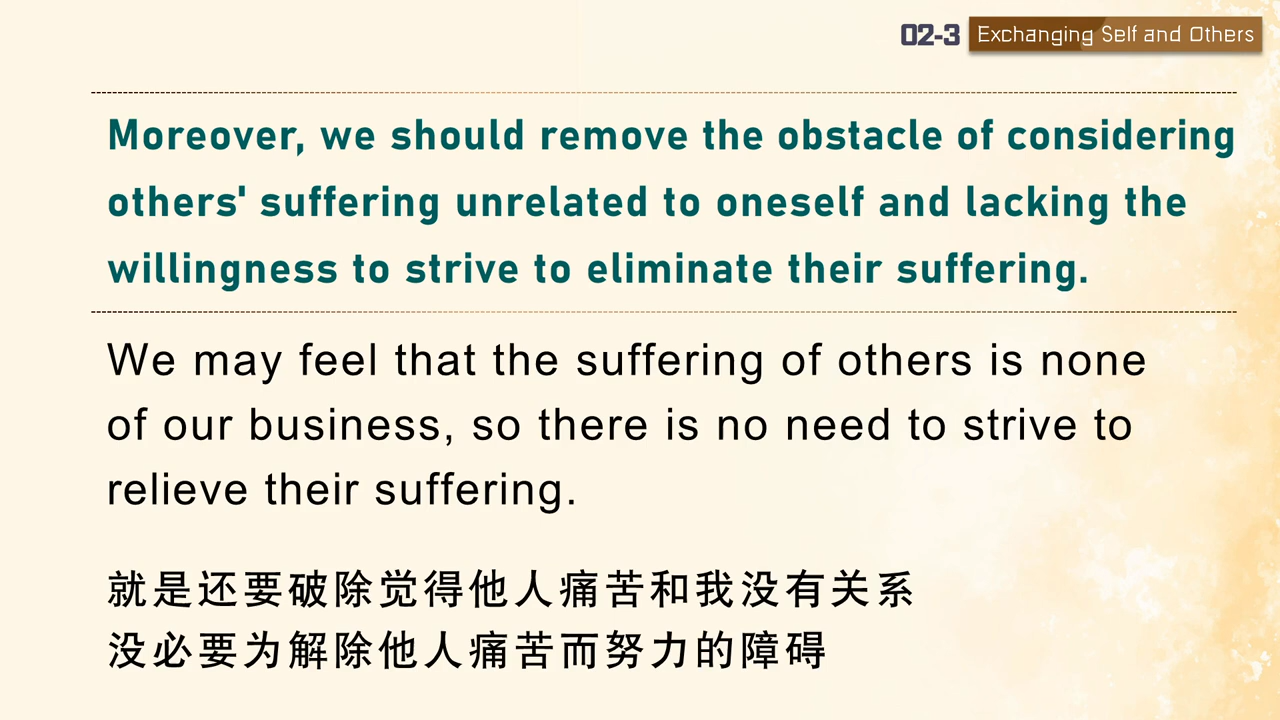 02-3 Exchanging Self and Others
Moreover, we should remove the obstacle of considering
others' suffering unrelated to oneself and lacking the
willingness to strive to eliminate their suffering.
We may feel that the suffering of others is none
of our business, so there is no need to strive to
relieve their suffering.
就是还要破除觉得他人痛苦和我没有关系
没必要为解除他人痛苦而努力的障碍